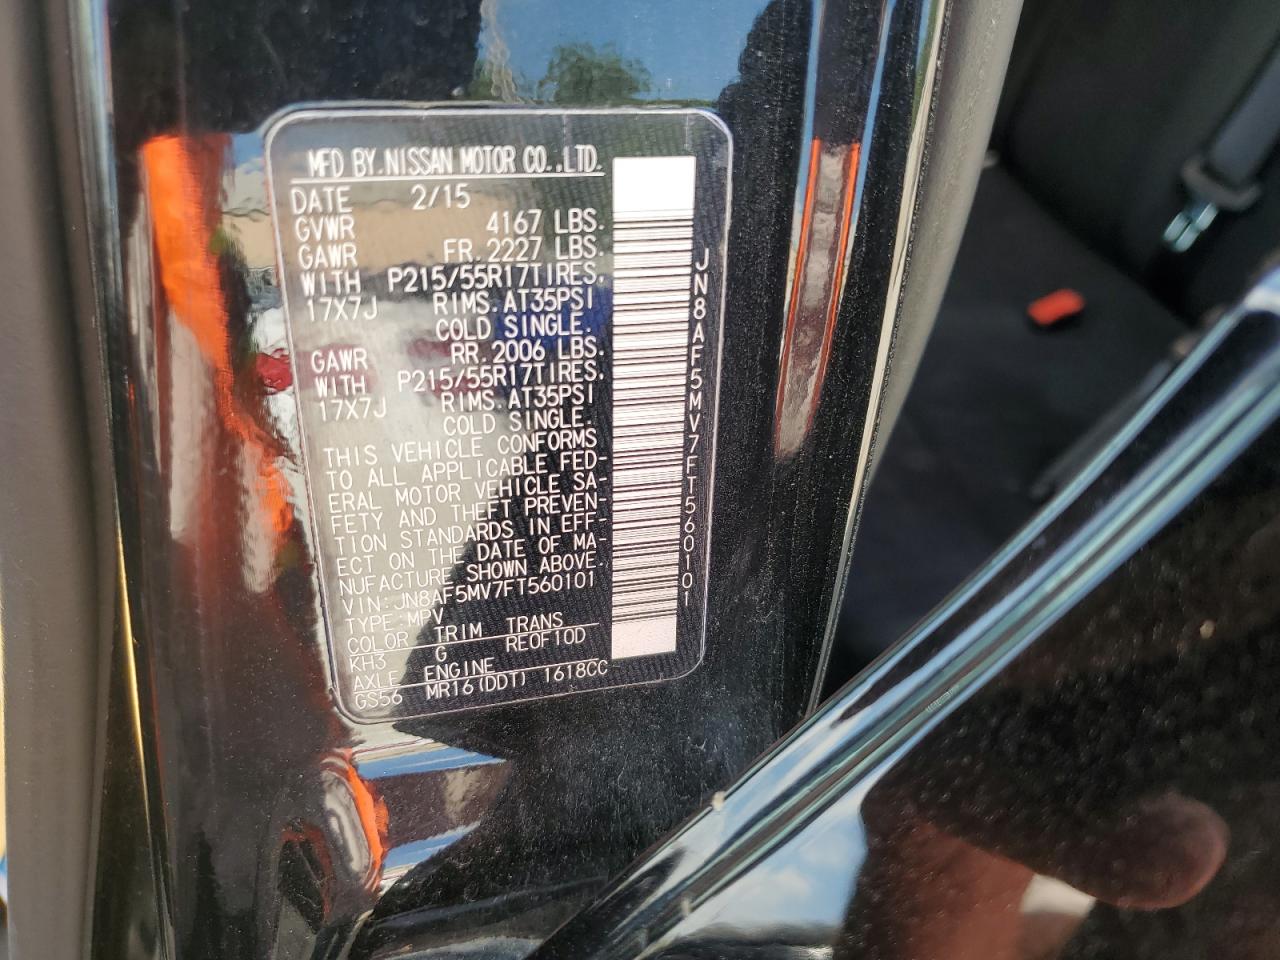 MFD BY.NISSAN MOTOR CO.,LTD.
DATE 2/15
GVWR 4167 LBS.
GAWR FR.2227 LBS.
WITH P215/55R17TIRES.
17X7J RIMS.AT35PSI
COLD SINGLE.
GAWR RR.2006 LBS.
WITH P215/55R17TIRES.
17X7J RIMS.AT35PSI
COLD SINGLE.
THIS VEHICLE CONFORMS
TO ALL APPLICABLE FED-
ERAL MOTOR VEHICLE SA-
FETY AND THEFT PREVEN-
TION STANDARDS IN EFF-
ECT ON THE DATE OF MA-
NUFACTURE SHOWN ABOVE.
VIN:JN8AF5MV7FT560101
TYPE:MPV
COLOR TRIM TRANS
KH3 G RE0F10D
AXLE ENGINE
GS56 MR16(DDT) 1618CC
JN8AF5MV7FT560101